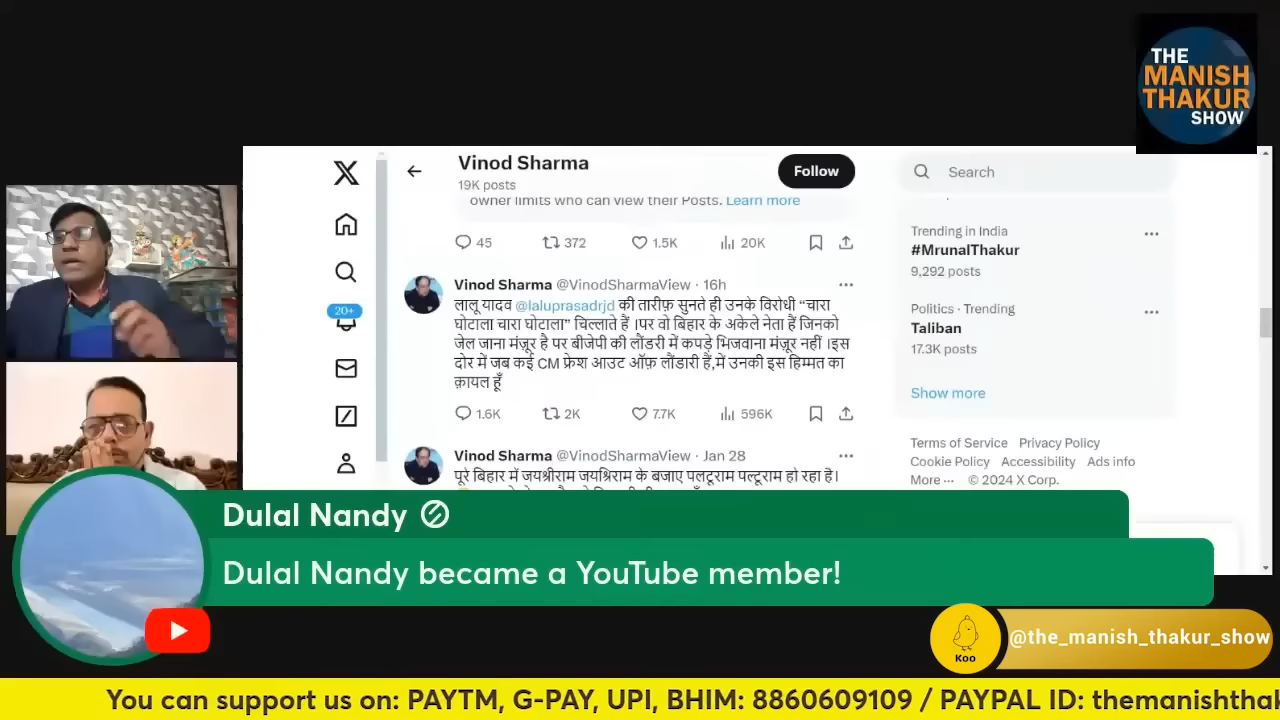 THE
MANISH
THAKUR
SHOW
Vinod Sharma
19K posts
Follow
Search
owner limits who can view their Posts. Learn more
45 372 1.5K 20K
Vinod Sharma @VinodSharmaView · 16h
लालू यादव @laluprasadrjd की तारीफ़ सुनते ही उनके विरोधी “चारा
घोटाला चारा घोटाला” चिल्लाते हैं ।पर वो बिहार के अकेले नेता हैं जिनको
जेल जाना मंज़ूर है पर बीजेपी की लौंडरी में कपड़े भिजवाना मंज़ूर नहीं ।इस
दोर में जब कई CM फ्रेश आउट ऑफ़ लौंडारी हैं,में उनकी इस हिम्मत का
क़ायल हूँ
1.6K 2K 7.7K 596K
Vinod Sharma @VinodSharmaView · Jan 28
पूरे बिहार में जयश्रीराम जयश्रिराम के बजाए पलटूराम पल्टूराम हो रहा है।
20+
Trending in India
#MrunalThakur
9,292 posts
Politics · Trending
Taliban
17.3K posts
Show more
Terms of Service Privacy Policy
Cookie Policy Accessibility Ads info
More ··· © 2024 X Corp.
Dulal Nandy
Dulal Nandy became a YouTube member!
Koo
@the_manish_thakur_show
You can support us on: PAYTM, G-PAY, UPI, BHIM: 8860609109 / PAYPAL ID: themanishthak